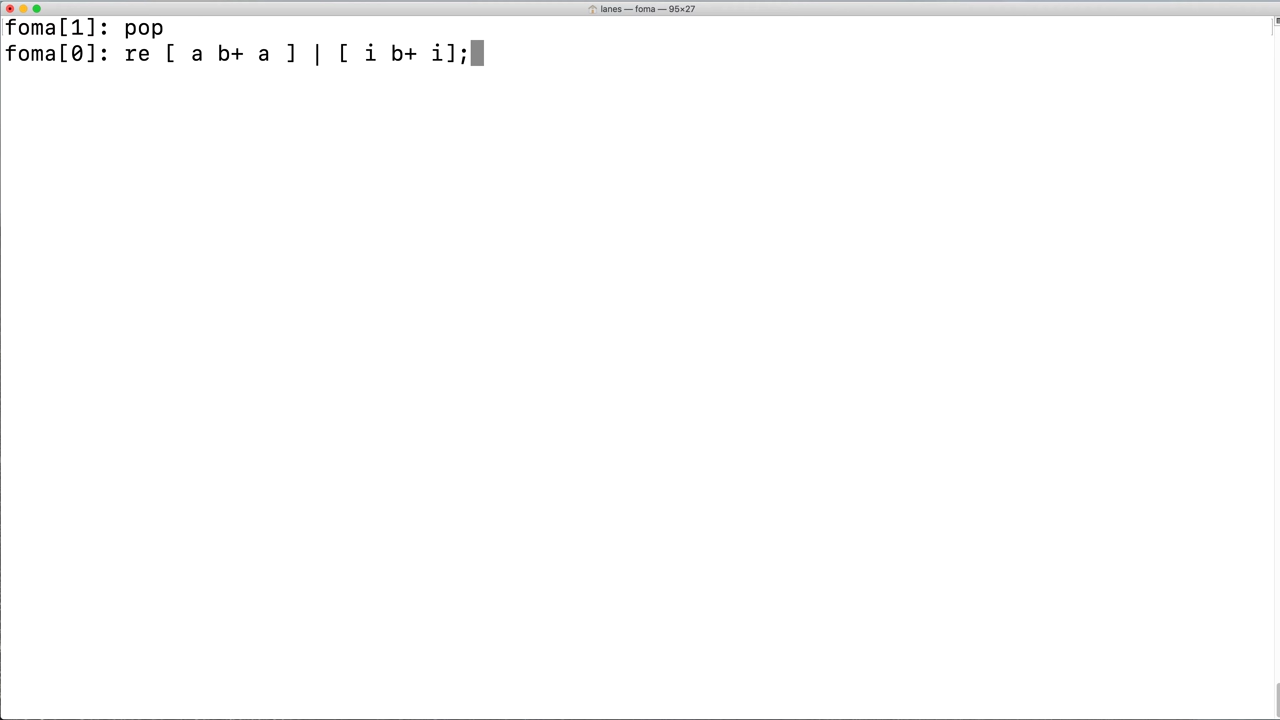 lanes — foma — 95×27
foma[1]: pop
foma[0]: re [ a b+ a ] | [ i b+ i];